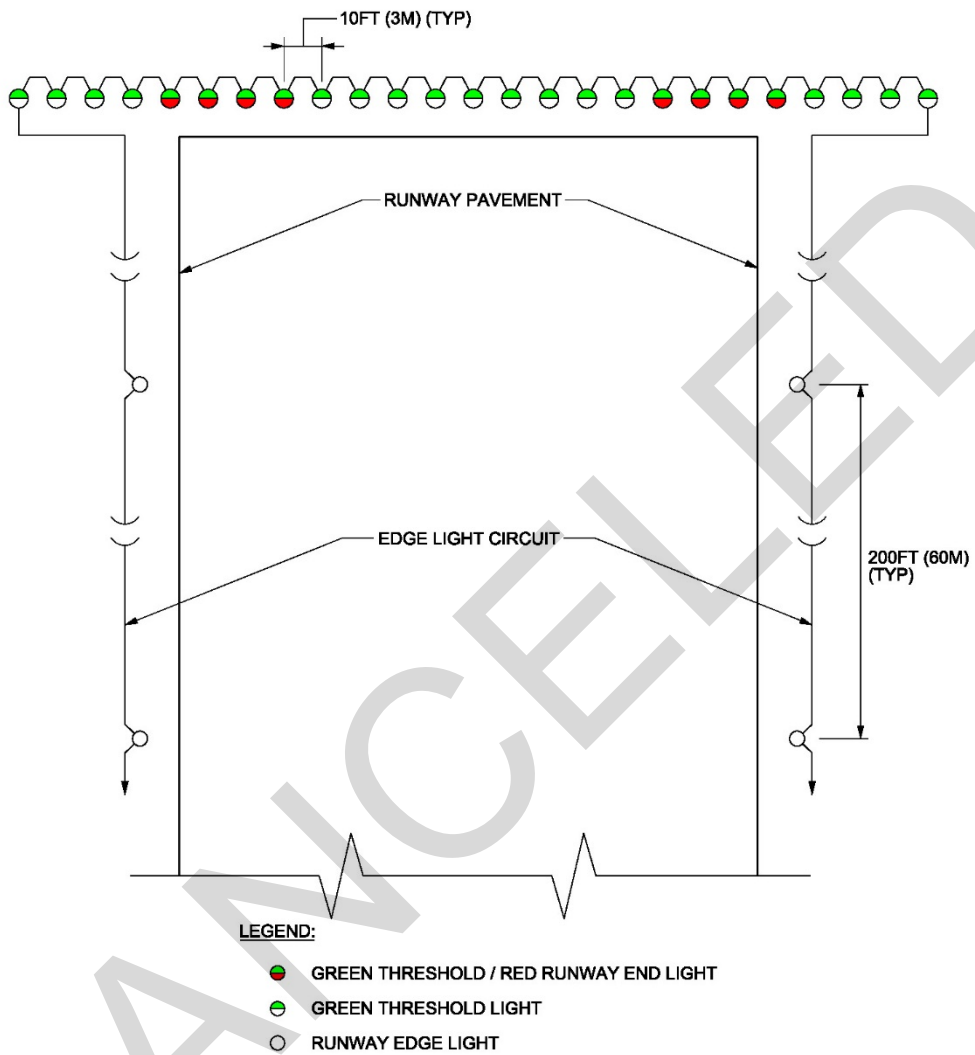 10FT (3M) (TYP)
RUNWAY PAVEMENT
EDGE LIGHT CIRCUIT
200FT (60M)
(TYP)
LEGEND:
GREEN THRESHOLD / RED RUNWAY END LIGHT
GREEN THRESHOLD LIGHT
RUNWAY EDGE LIGHT
ANCELED